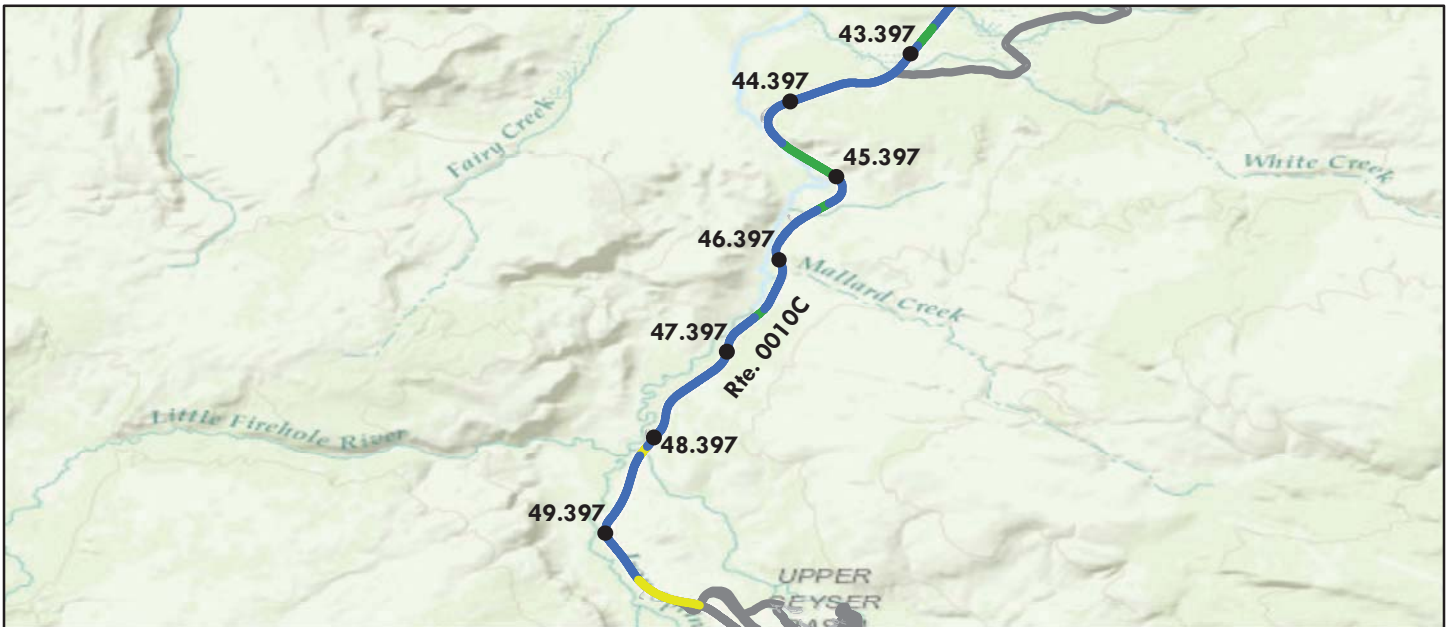 43.397
44.397
Fairy Creek
45.397
White Creek
46.397
Mallard Creek
47.397
Rte. 0010C
Little Firehole River
48.397
49.397
UPPER
GEYSER
BASIN